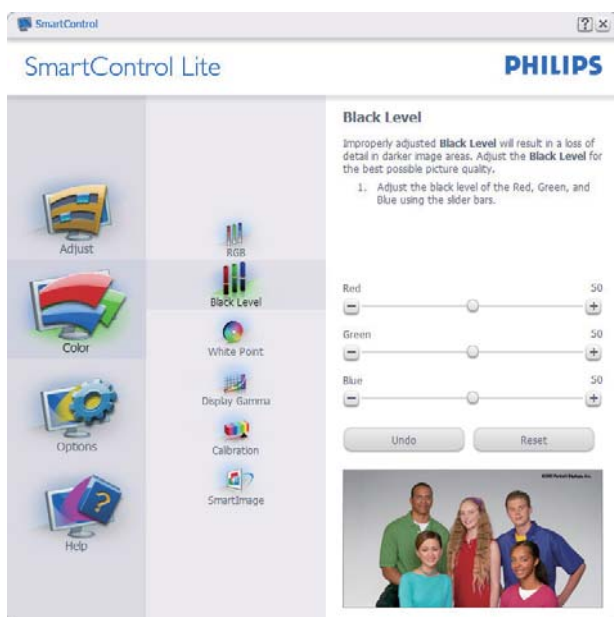 SmartControl
SmartControl Lite
PHILIPS
Adjust
Color
Options
Help
RGB
Black Level
White Point
Display Gamma
Calibration
SmartImage
Black Level
Improperly adjusted Black Level will result in a loss of
detail in darker image areas. Adjust the Black Level for
the best possible picture quality.
1. Adjust the black level of the Red, Green, and
Blue using the slider bars.
Red 50
Green 50
Blue 50
Undo Reset